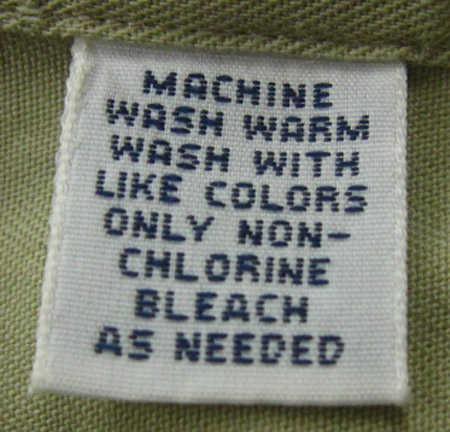 MACHINE
WASH WARM
WASH WITH
LIKE COLORS
ONLY NON-
CHLORINE
BLEACH
AS NEEDED